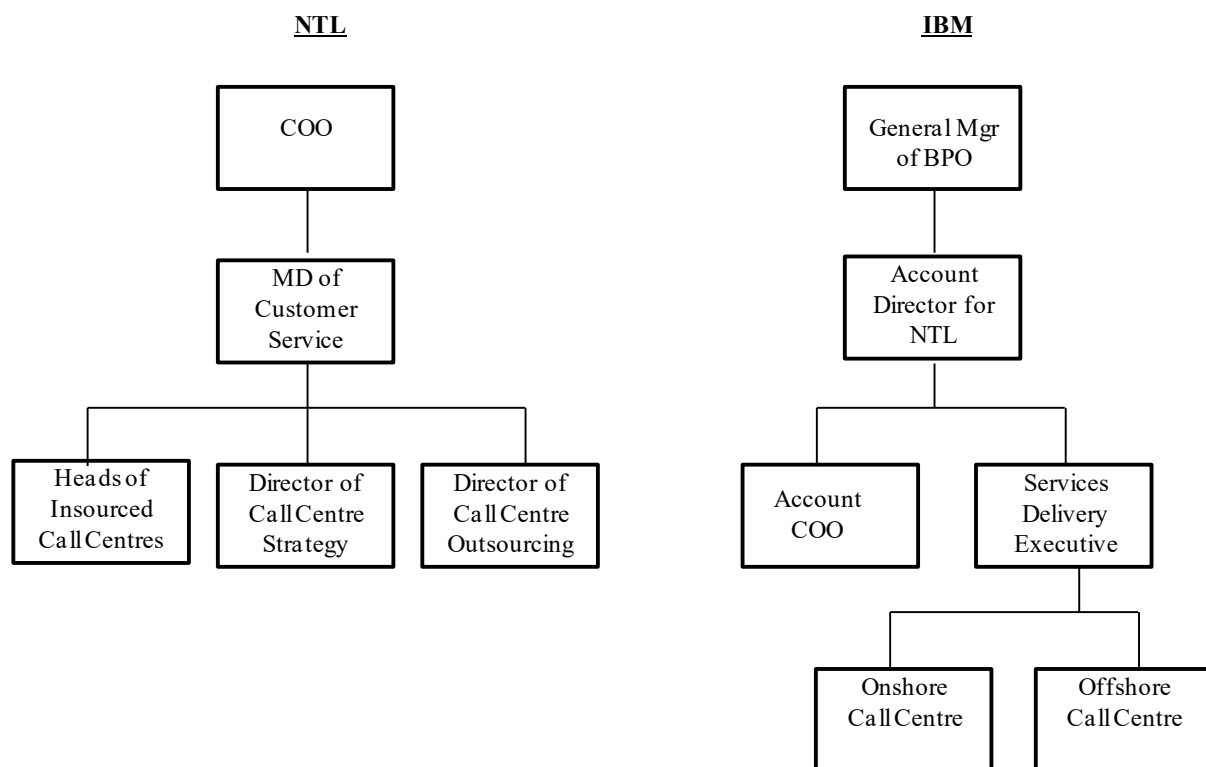 NTL
IBM
COO
General Mgr
of BPO
MD of
Customer
Service
Account
Director for
NTL
Heads of
Insourced
Call Centres
Director of
Call Centre
Strategy
Director of
Call Centre
Outsourcing
Account
COO
Services
Delivery
Executive
Onshore
Call Centre
Offshore
Call Centre